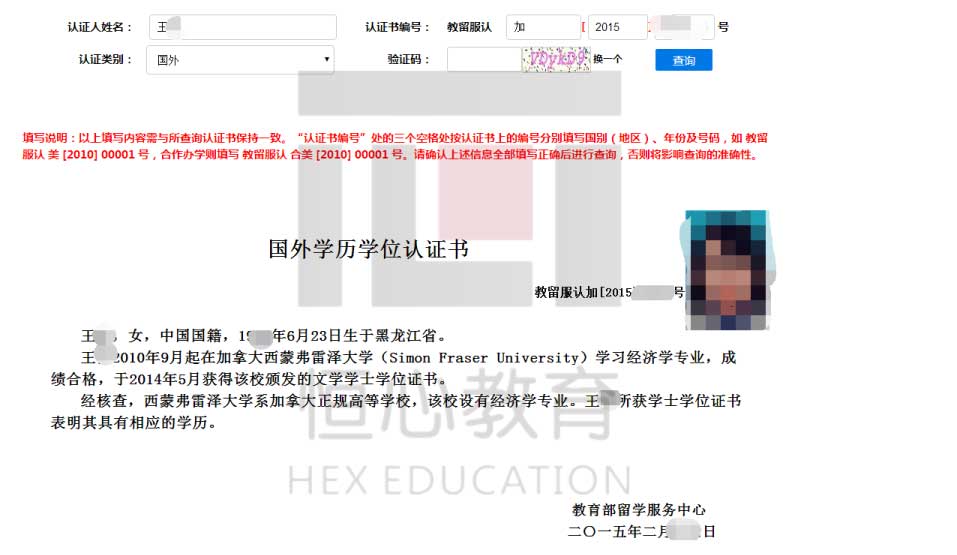 认证人姓名： 王 认证书编号： 教留服认 加 [ 2015 ] 号
认证类别： 国外 验证码： 换一个 查询
填写说明：以上填写内容需与所查询认证书保持一致。“认证书编号”处的三个空格处按认证书上的编号分别填写国别（地区）、年份及号码，如 教留
服认 美 [2010] 00001 号，合作办学则填写 教留服认 合美 [2010] 00001 号。请确认上述信息全部填写正确后进行查询，否则将影响查询的准确性。
国外学历学位认证书
教留服认加[2015 号
王 女，中国国籍，19 年6月23日生于黑龙江省。
王 2010年9月起在加拿大西蒙弗雷泽大学（Simon Fraser University）学习经济学专业，成
绩合格，于2014年5月获得该校颁发的文学学士学位证书。
经核查，西蒙弗雷泽大学系加拿大正规高等学校，该校设有经济学专业。王 所获学士学位证书
表明其具有相应的学历。
恒心教育
HEX EDUCATION
教育部留学服务中心
二〇一五年二月 日